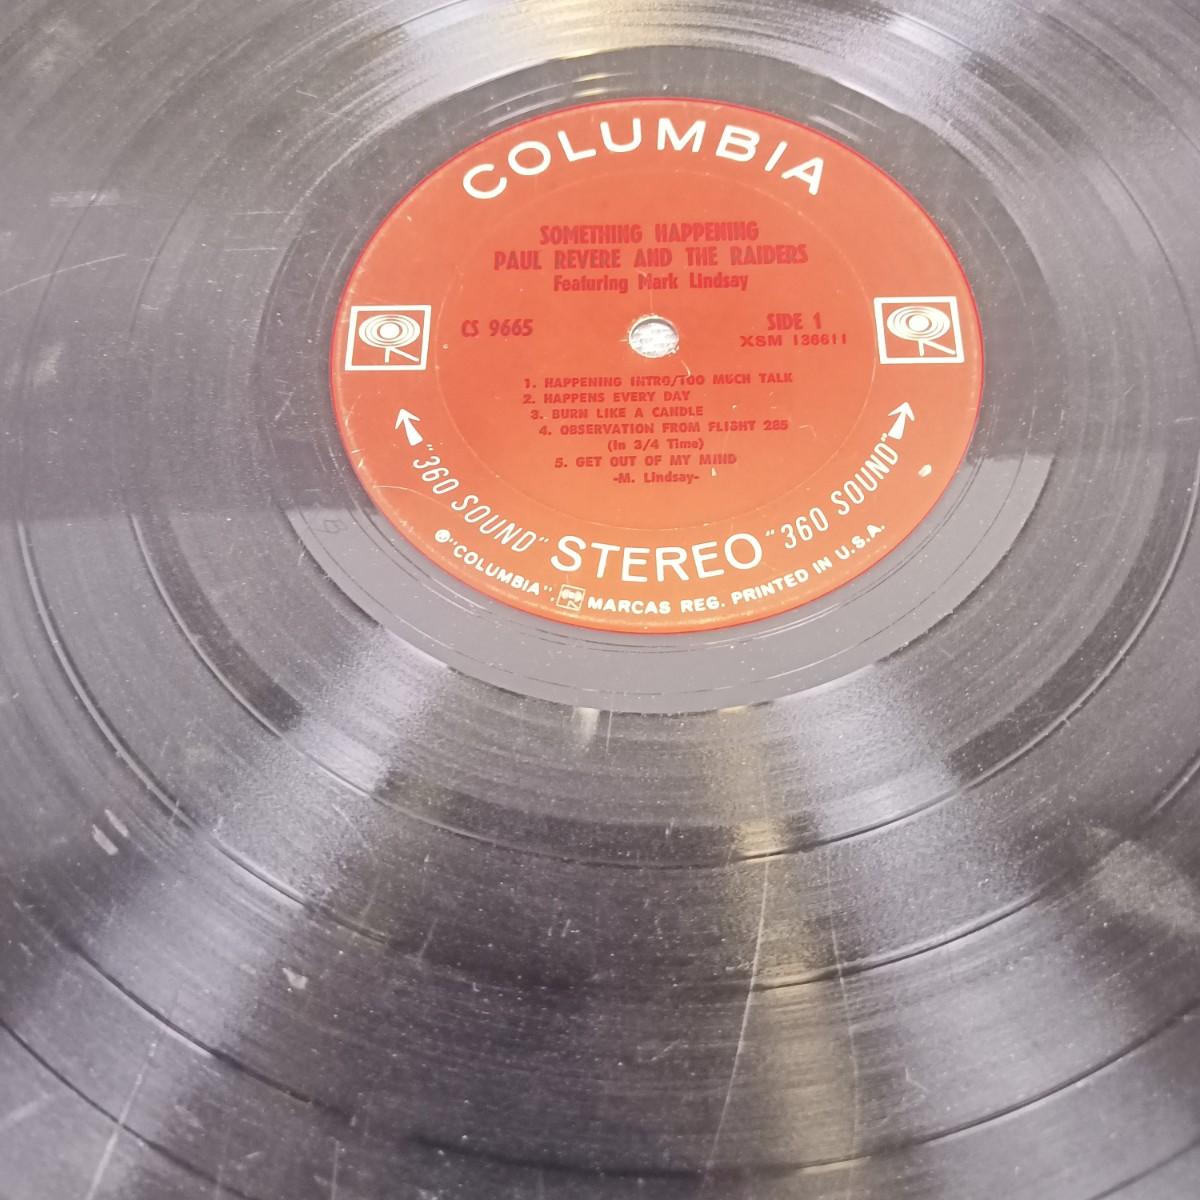 COLUMBIA
SOMETHING HAPPENING
PAUL REVERE AND THE RAIDERS
Featuring Mark Lindsay
CS 9665
SIDE 1
XSM 136611
1. HAPPENING INTRO/TOO MUCH TALK
2. HAPPENS EVERY DAY
3. BURN LIKE A CANDLE
4. OBSERVATION FROM FLIGHT 285
(In 3/4 Time)
5. GET OUT OF MY MIND
-M. Lindsay-
"360 SOUND" STEREO "360 SOUND"
®"COLUMBIA", MARCAS REG. PRINTED IN U.S.A.